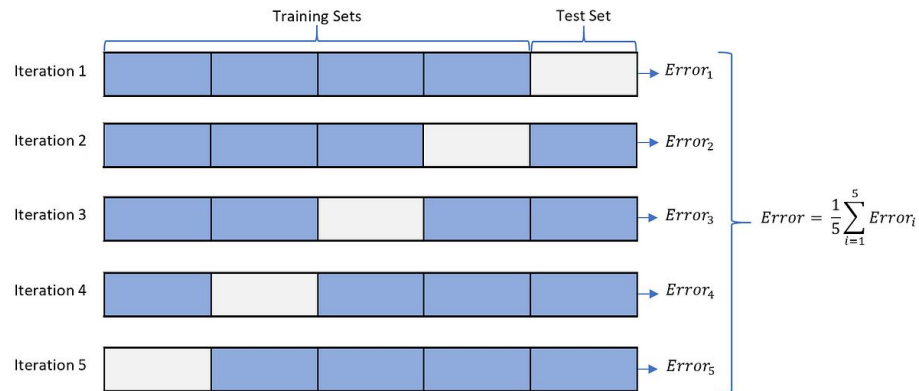 Training Sets
Test Set
Iteration 1
Error₁
Iteration 2
Error₂
Iteration 3
Error₃
Error = 1/5 ∑_{i=1}^{5} Error_i
Iteration 4
Error₄
Iteration 5
Error₅